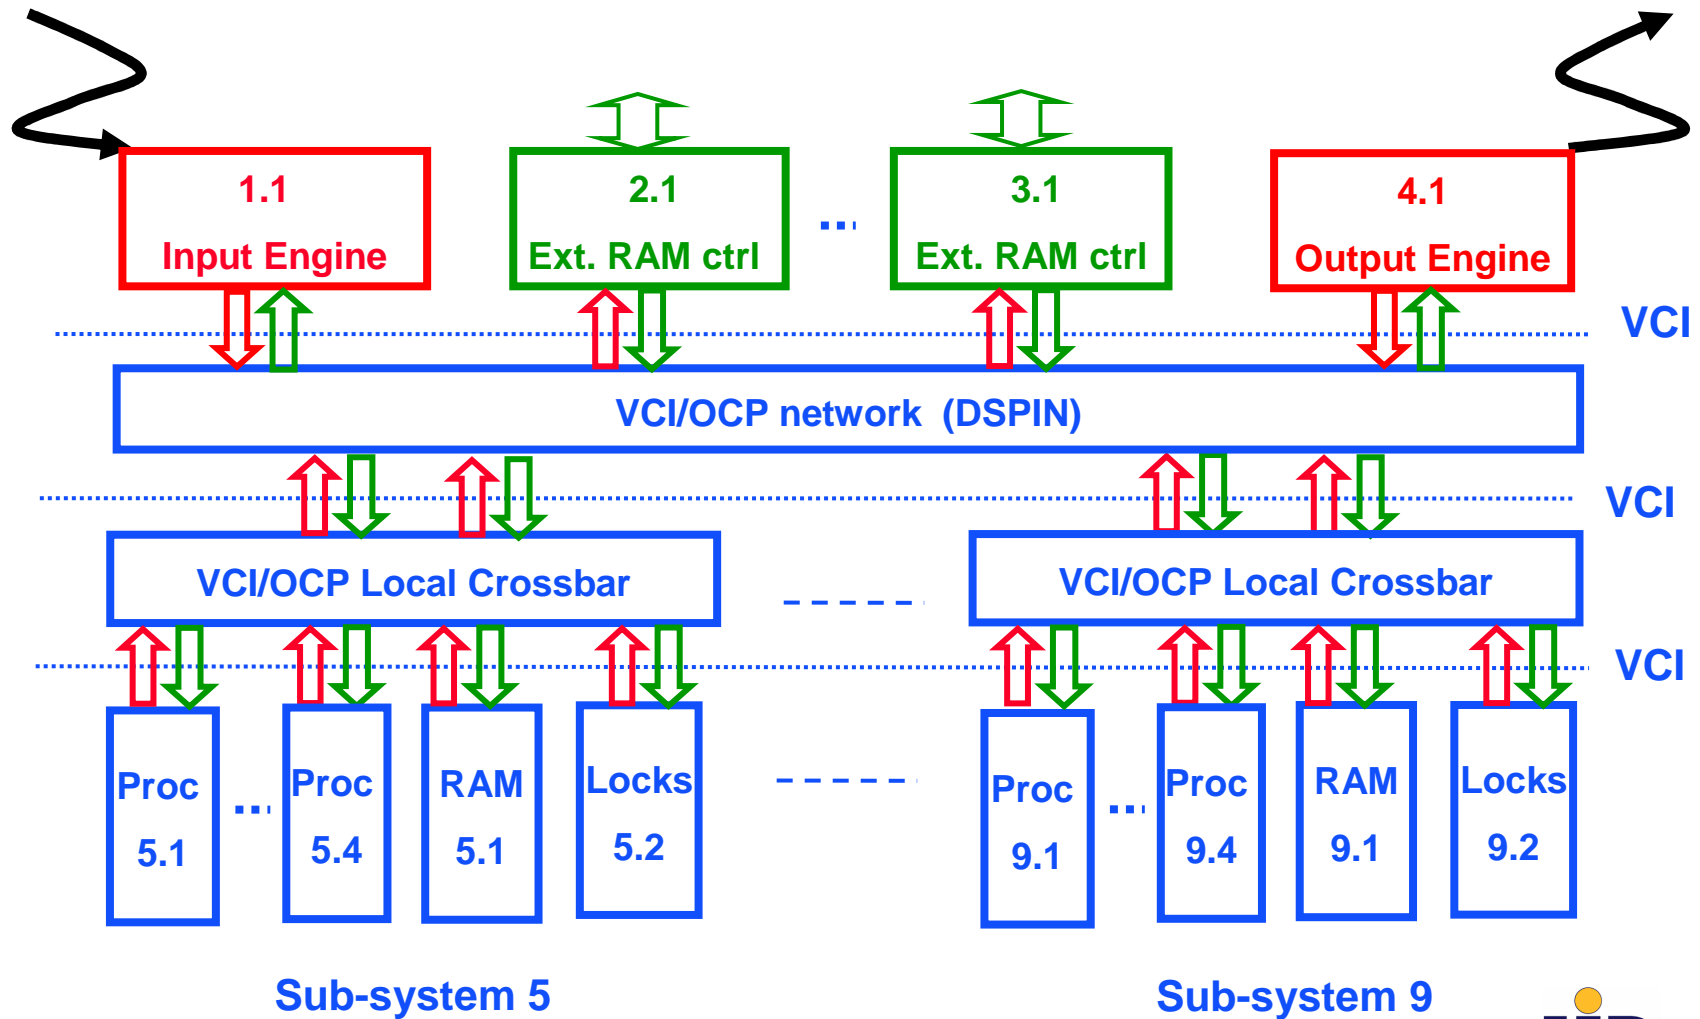 1.1
Input Engine
2.1
Ext. RAM ctrl
...
3.1
Ext. RAM ctrl
4.1
Output Engine
VCI
VCI/OCP network (DSPIN)
VCI
VCI/OCP Local Crossbar
VCI/OCP Local Crossbar
VCI
Proc
5.1
...
Proc
5.4
RAM
5.1
Locks
5.2
Proc
9.1
...
Proc
9.4
RAM
9.1
Locks
9.2
Sub-system 5
Sub-system 9